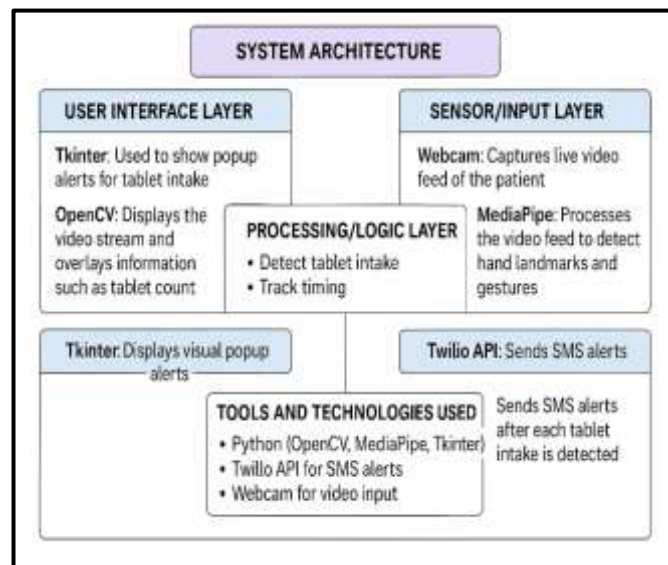 SYSTEM ARCHITECTURE
USER INTERFACE LAYER
Tkinter: Used to show popup
alerts for tablet intake
OpenCV: Displays the
video stream and
overlays information
such as tablet count
SENSOR/INPUT LAYER
Webcam: Captures live video
feed of the patient
MediaPipe: Processes
the video feed to detect
hand landmarks and
gestures
PROCESSING/LOGIC LAYER
• Detect tablet intake
• Track timing
Tkinter: Displays visual popup
alerts
Twilio API: Sends SMS alerts
Sends SMS alerts
after each tablet
intake is detected
TOOLS AND TECHNOLOGIES USED
• Python (OpenCV, MediaPipe, Tkinter)
• Twillo API for SMS alerts
• Webcam for video input